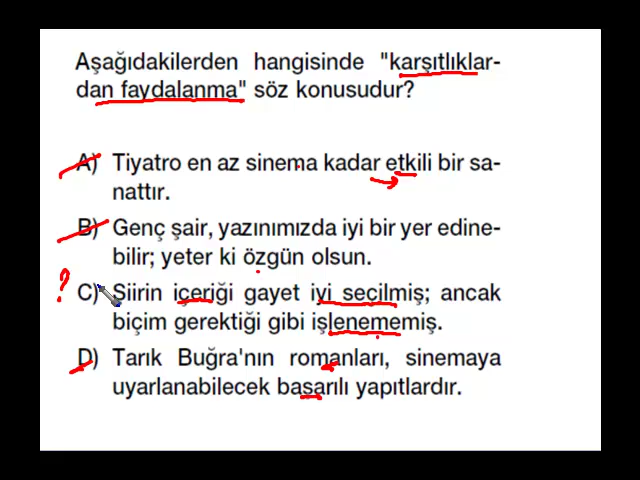 Aşağıdakilerden hangisinde "karşıtlıklar-
dan faydalanma" söz konusudur?
A) Tiyatro en az sinema kadar etkili bir sa-
nattır.
B) Genç şair, yazınımızda iyi bir yer edine-
bilir; yeter ki özgün olsun.
? C) Şiirin içeriği gayet iyi seçilmiş; ancak
biçim gerektiği gibi işlenememiş.
D) Tarık Buğra'nın romanları, sinemaya
uyarlanabilecek başarılı yapıtlardır.